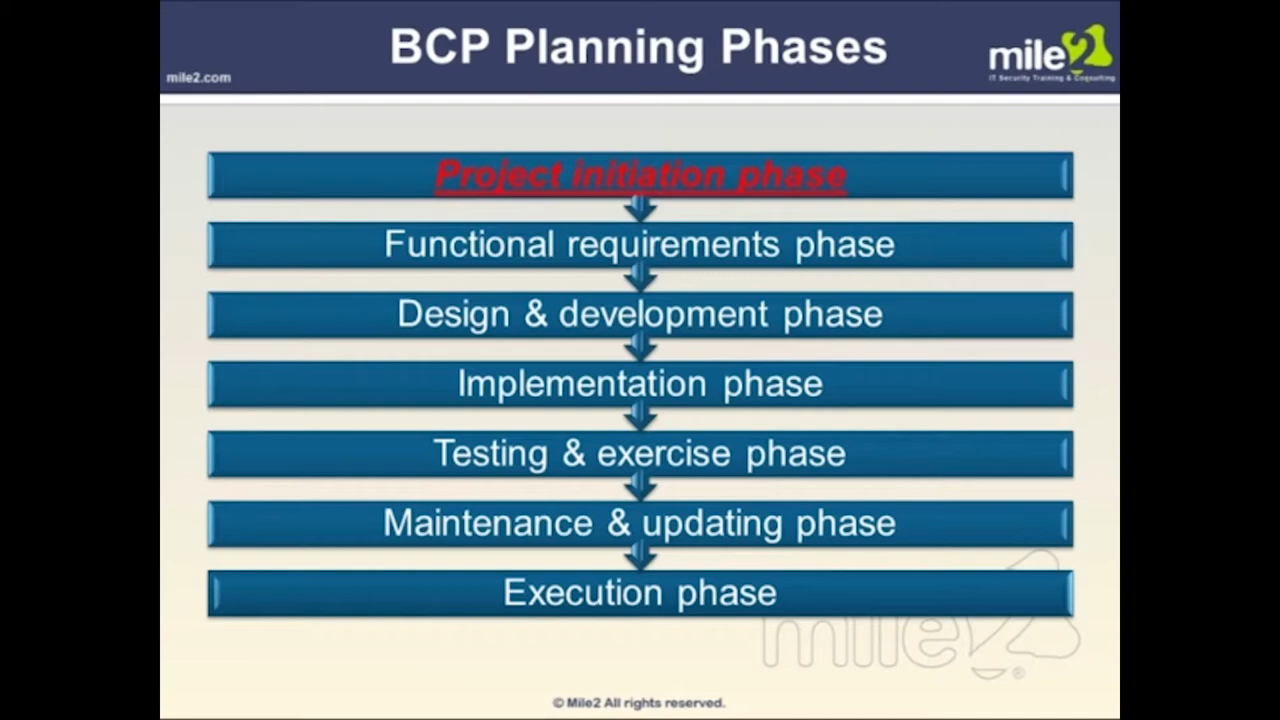 BCP Planning Phases
mile2.com
mile2
IT Security Training & Consulting
Project initiation phase
Functional requirements phase
Design & development phase
Implementation phase
Testing & exercise phase
Maintenance & updating phase
Execution phase
mile2®
© Mile2 All rights reserved.